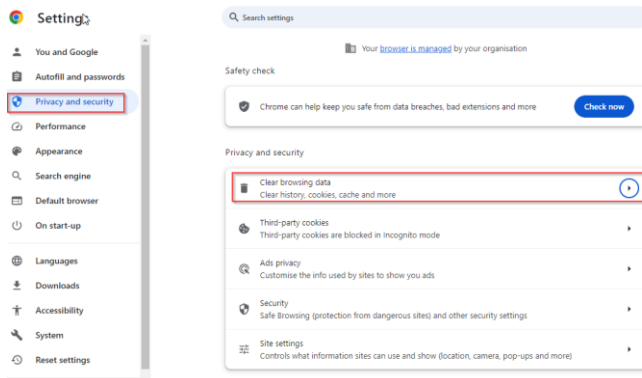 Settings
Search settings
Your browser is managed by your organisation
You and Google
Autofill and passwords
Privacy and security
Performance
Appearance
Search engine
Default browser
On start-up
Languages
Downloads
Accessibility
System
Reset settings
Safety check
Chrome can help keep you safe from data breaches, bad extensions and more
Check now
Privacy and security
Clear browsing data
Clear history, cookies, cache and more
Third-party cookies
Third-party cookies are blocked in Incognito mode
Ads privacy
Customise the info used by sites to show you ads
Security
Safe Browsing (protection from dangerous sites) and other security settings
Site settings
Controls what information sites can use and show (location, camera, pop-ups and more)